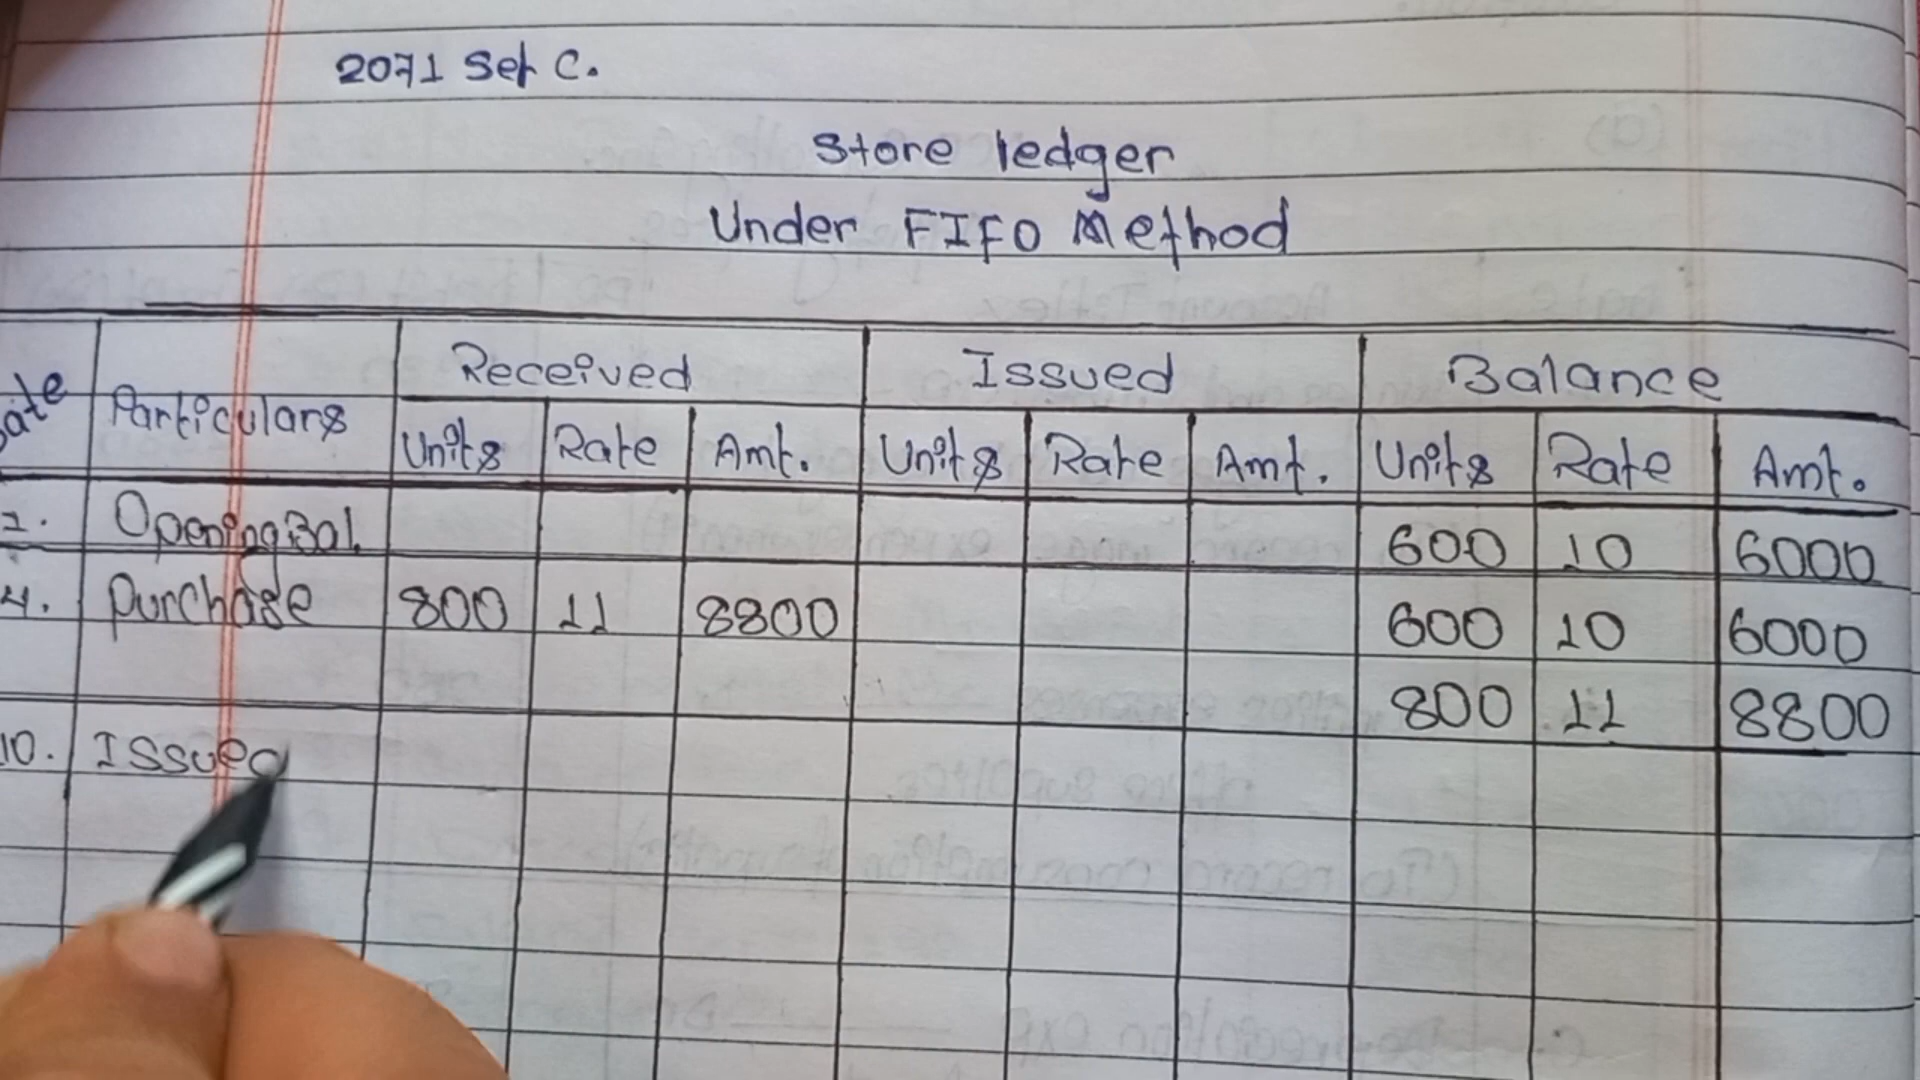 2071 Set C.
Store ledger
Under FIFO Method
ate Particulars Received Issued Balance
Units Rate Amt. Units Rate Amt. Units Rate Amt.
Opening Bal. 600 10 6000
4. Purchase 800 11 8800 600 10 6000
800 11 8800
10. Issued